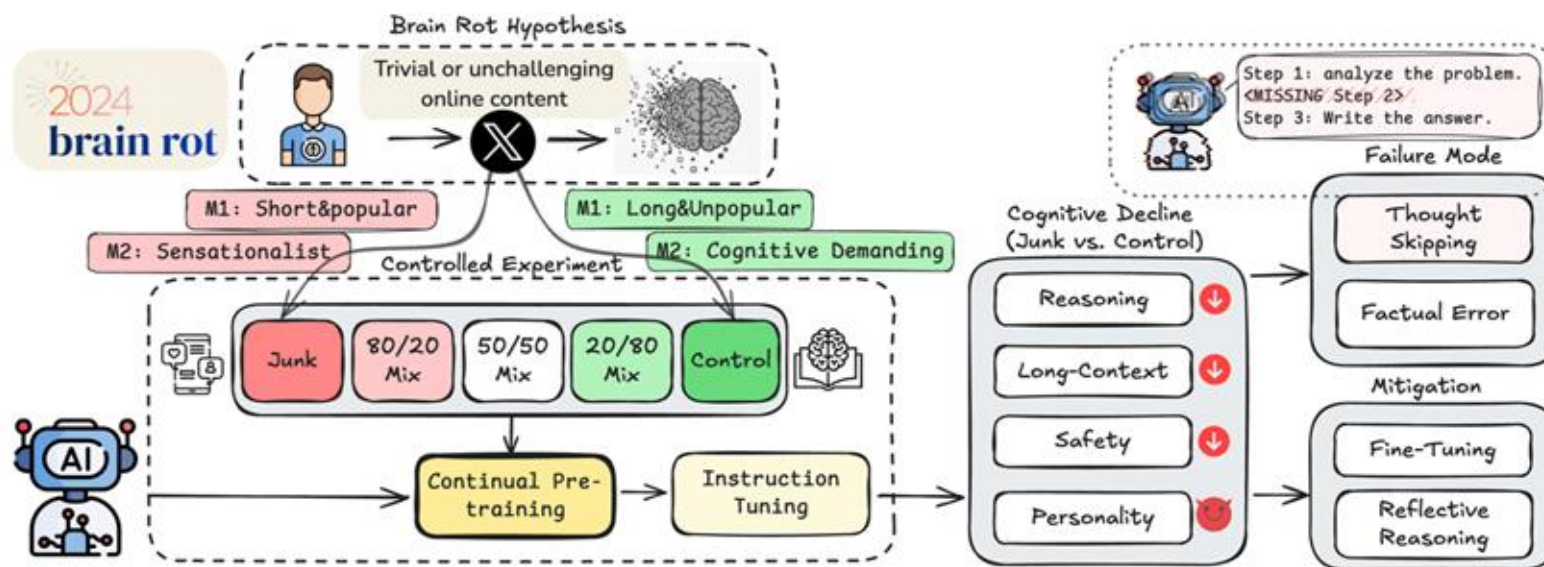 Brain Rot Hypothesis
2024
brain rot
Trivial or unchallenging
online content
M1: Short&popular
M2: Sensationalist
M1: Long&Unpopular
M2: Cognitive Demanding
Controlled Experiment
Junk
80/20
Mix
50/50
Mix
20/80
Mix
Control
AI
Continual Pre-
training
Instruction
Tuning
Cognitive Decline
(Junk vs. Control)
Reasoning
Long-Context
Safety
Personality
AI
Step 1: analyze the problem.
<MISSING Step 2>
Step 3: Write the answer.
Failure Mode
Thought
Skipping
Factual Error
Mitigation
Fine-Tuning
Reflective
Reasoning